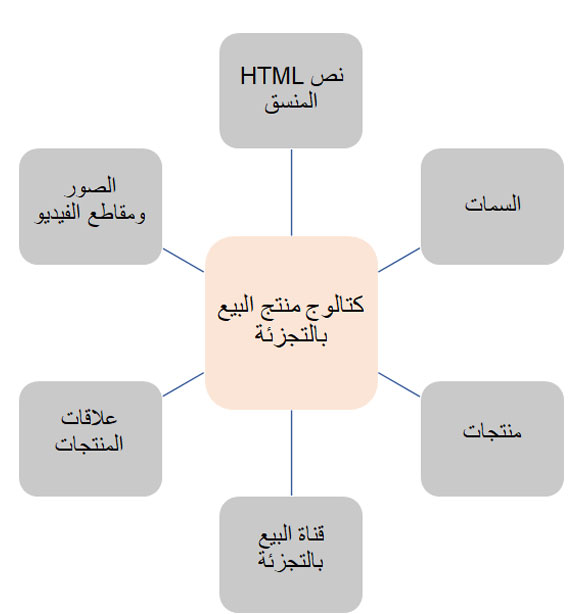 نص HTML
المنسق
السمات
الصور
ومقاطع الفيديو
كتالوج منتج البيع
بالتجزئة
منتجات
علاقات
المنتجات
قناة البيع
بالتجزئة